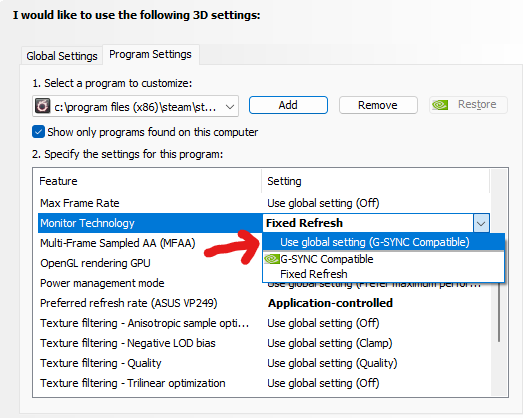 I would like to use the following 3D settings:
Global Settings Program Settings
1. Select a program to customize:
c:\program files (x86)\steam\st... Add Remove Restore
Show only programs found on this computer
2. Specify the settings for this program:
Feature Setting
Max Frame Rate Use global setting (Off)
Monitor Technology Fixed Refresh
Multi-Frame Sampled AA (MFAA) Use global setting (G-SYNC Compatible)
OpenGL rendering GPU G-SYNC Compatible
Fixed Refresh
Power management mode Use global setting (Prefer maximum perfor...
Preferred refresh rate (ASUS VP249) Application-controlled
Texture filtering - Anisotropic sample opti... Use global setting (Off)
Texture filtering - Negative LOD bias Use global setting (Clamp)
Texture filtering - Quality Use global setting (Quality)
Texture filtering - Trilinear optimization Use global setting (Off)